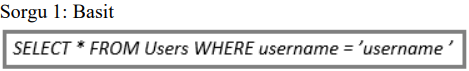 Sorgu 1: Basit
SELECT * FROM Users WHERE username = ’username ’